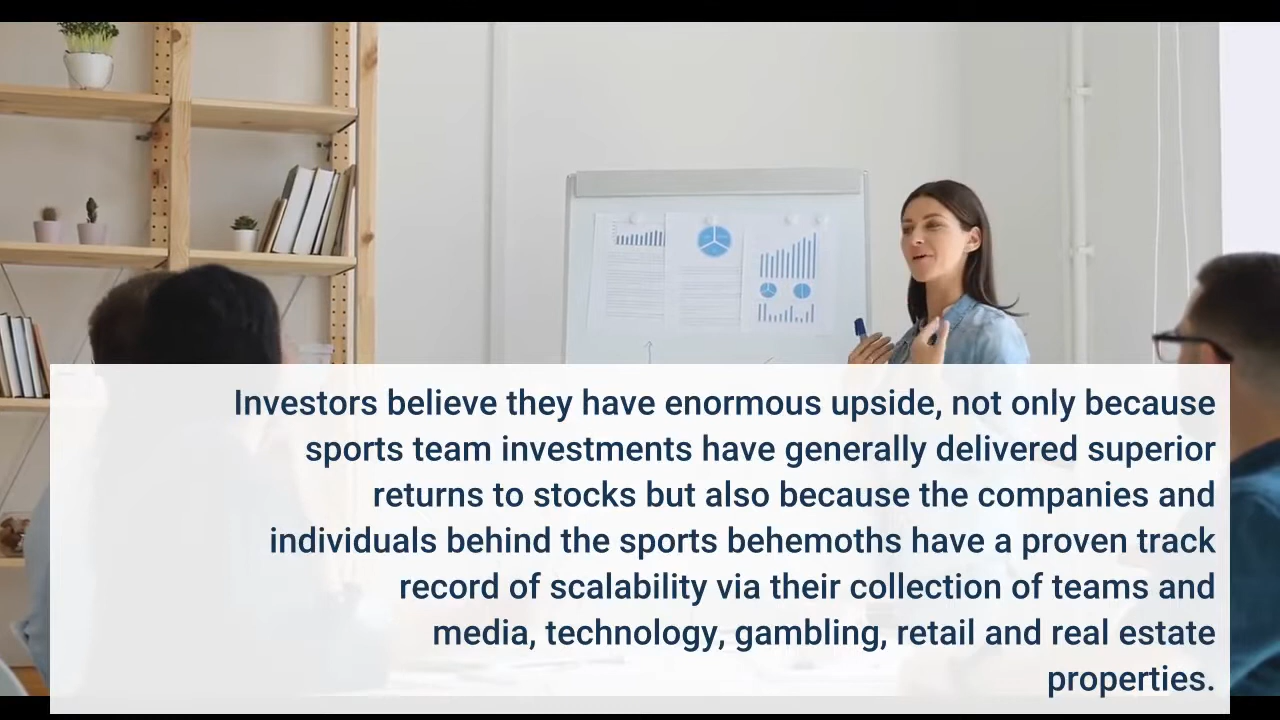 Investors believe they have enormous upside, not only because
sports team investments have generally delivered superior
returns to stocks but also because the companies and
individuals behind the sports behemoths have a proven track
record of scalability via their collection of teams and
media, technology, gambling, retail and real estate
properties.